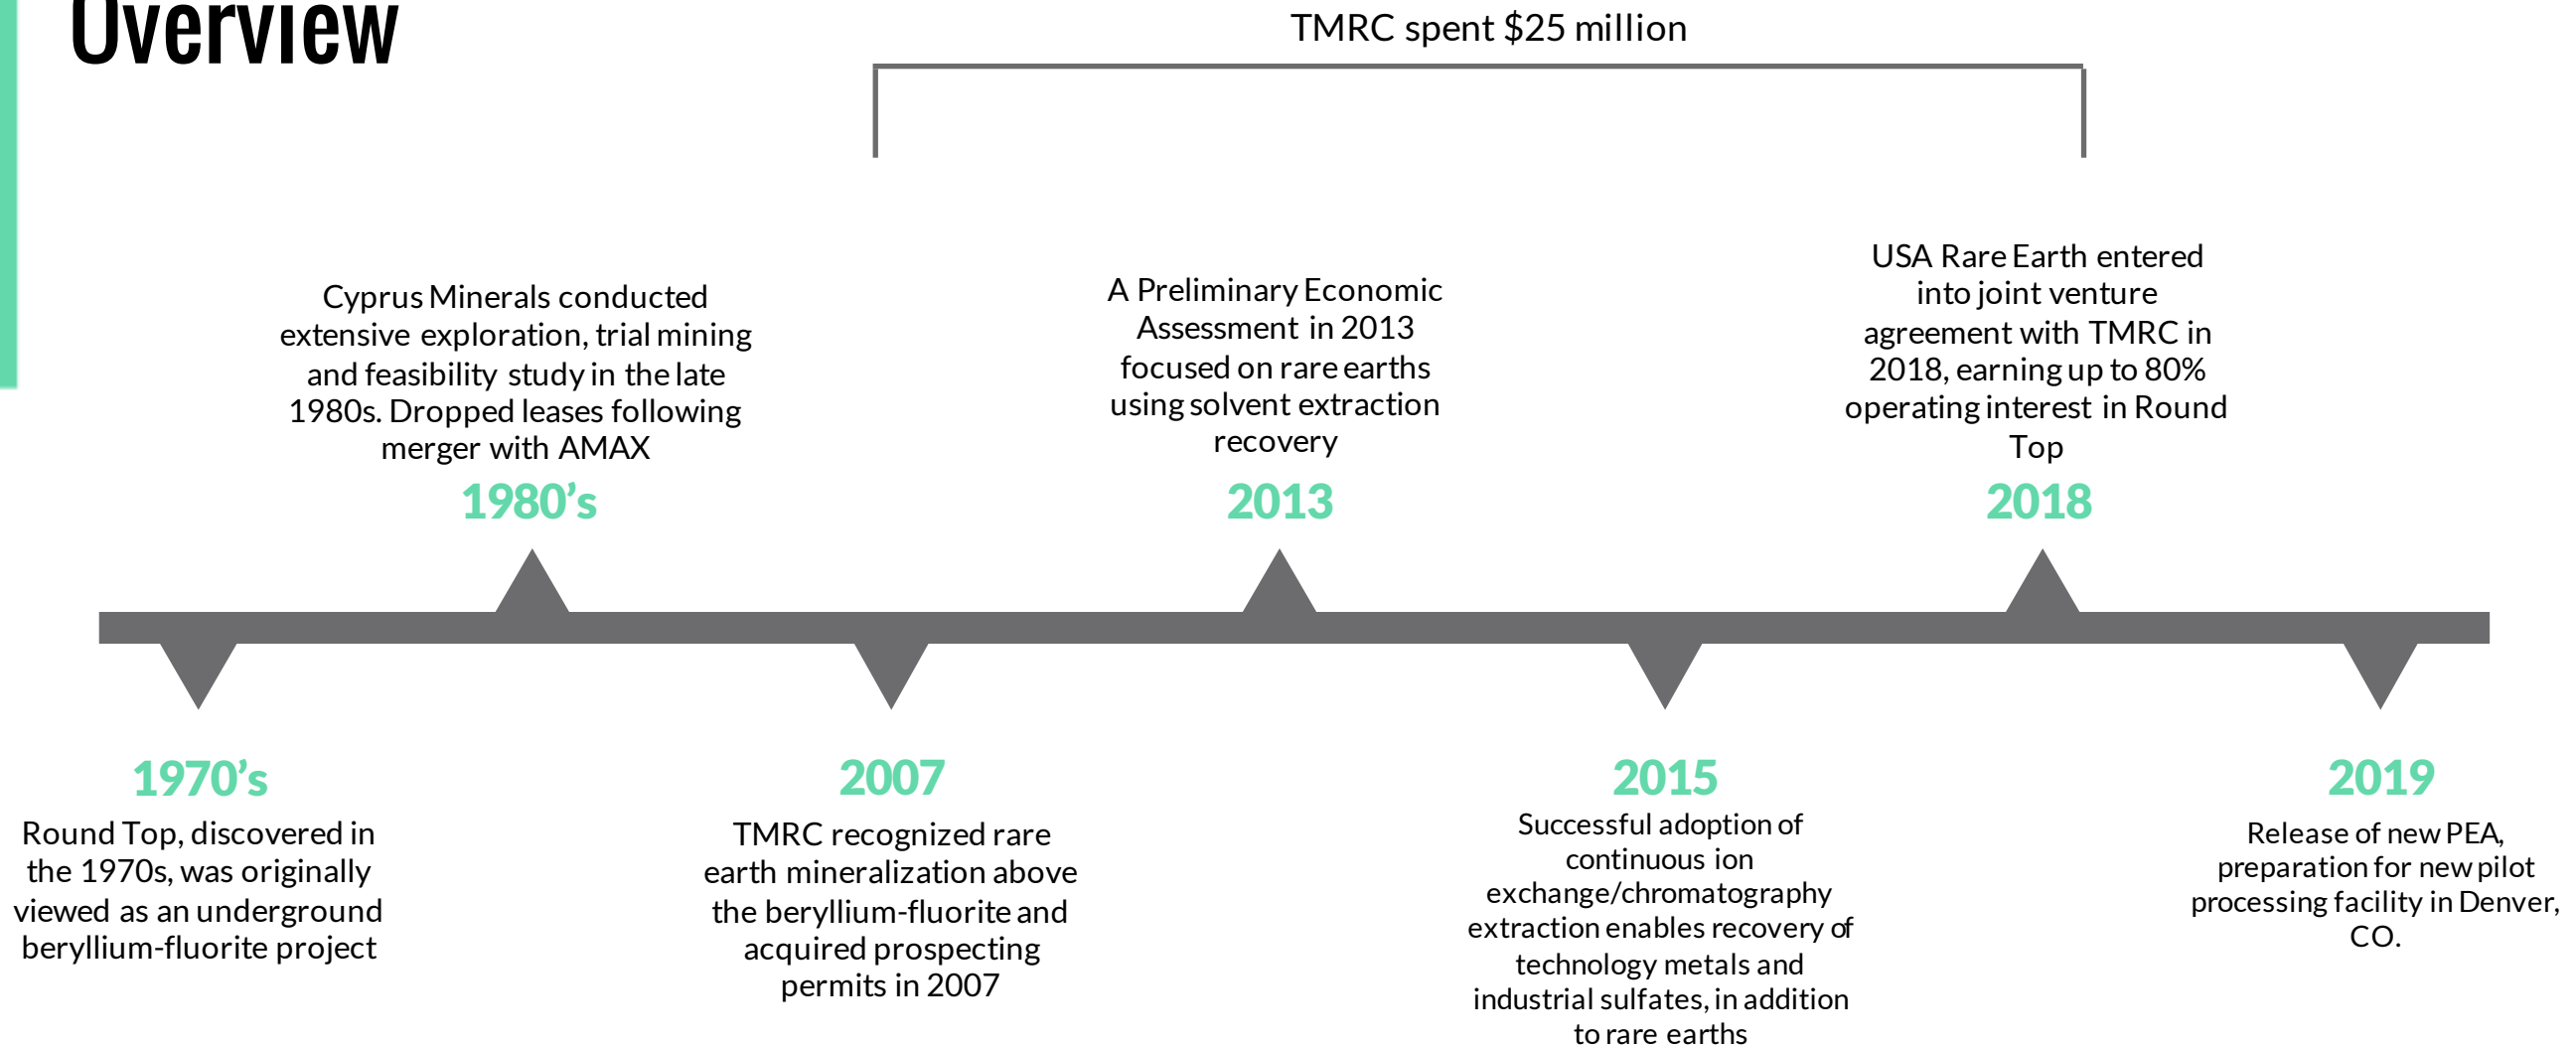 Overview
TMRC spent $25 million
Cyprus Minerals conducted
extensive exploration, trial mining
and feasibility study in the late
1980s. Dropped leases following
merger with AMAX
1980's
A Preliminary Economic
Assessment in 2013
focused on rare earths
using solvent extraction
recovery
2013
USA Rare Earth entered
into joint venture
agreement with TMRC in
2018, earning up to 80%
operating interest in Round
Top
2018
1970's
Round Top, discovered in
the 1970s, was originally
viewed as an underground
beryllium-fluorite project
2007
TMRC recognized rare
earth mineralization above
the beryllium-fluorite and
acquired prospecting
permits in 2007
2015
Successful adoption of
continuous ion
exchange/chromatography
extraction enables recovery of
technology metals and
industrial sulfates, in addition
to rare earths
2019
Release of new PEA,
preparation for new pilot
processing facility in Denver,
CO.